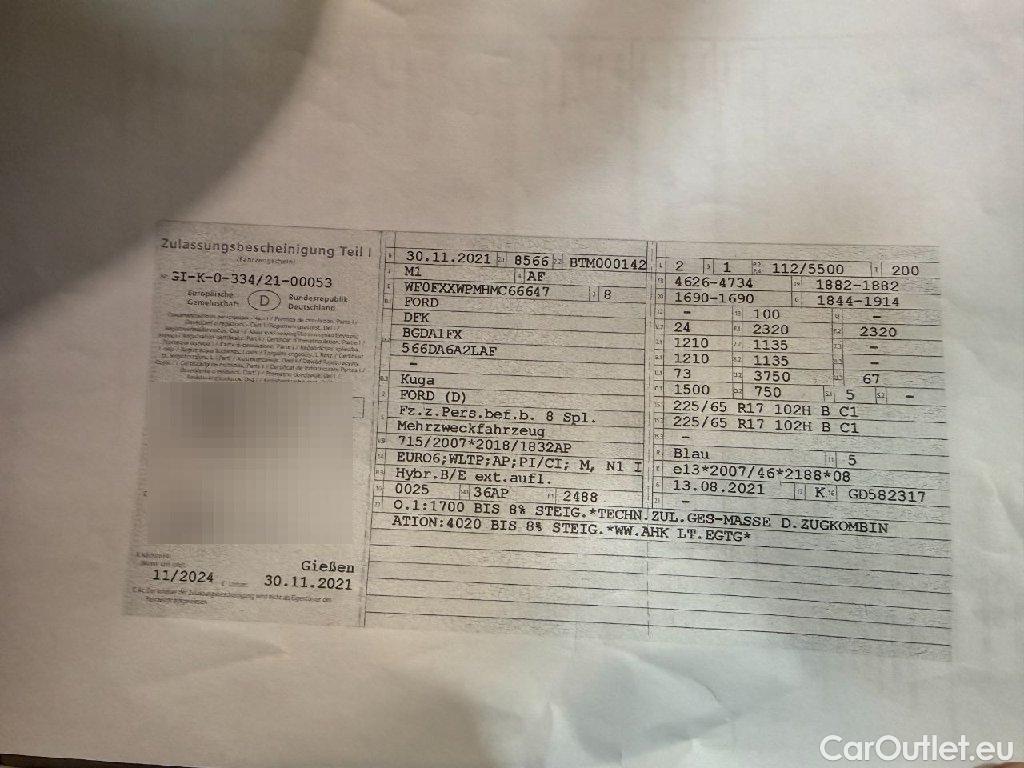 Zulassungsbescheinigung Teil I
(Fahrzeugschein)
Nr. GI-K-0-334/21-00053
Europäische Gemeinschaft
D
Bundesrepublik Deutschland
11/2024
Gießen
30.11.2021
30.11.2021 8566 BTM000142
M1 AF
WF0FXXWPMHMC66647 8
FORD
DFK
BGDA1FX
566DA6A2LAF
–
Kuga
FORD (D)
Fz.z.Pers.bef.b. 8 Spl.
Mehrzweckfahrzeug
715/2007*2018/1832AP
EURO6;WLTP;AP;PI/CI; M, N1 I
Hybr.B/E ext.aufl.
0025 36AP 2488
2 1 112/5500 200
4626-4734 1882-1882
1690-1690 1844-1914
– 100 –
24 2320 2320
1210 1135 –
1210 1135 –
73 3750 67
1500 750 5 –
225/65 R17 102H B C1
225/65 R17 102H B C1
–
Blau 5
e13*2007/46*2188*08
13.08.2021 K GD582317
–
O.1:1700 BIS 8% STEIG.*TECHN.ZUL.GES-MASSE D.ZUGKOMBIN
ATION:4020 BIS 8% STEIG.*WW.AHK LT.EGTG*
CarOutlet.eu